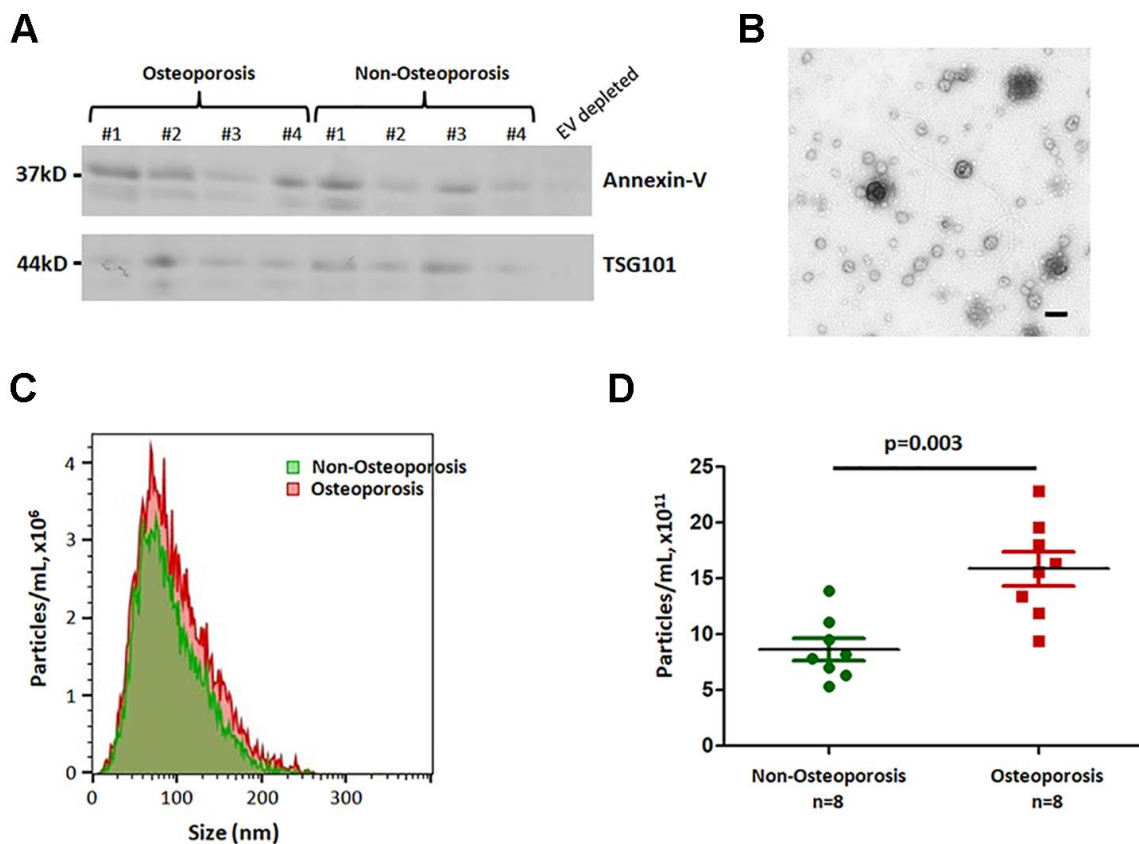 A
Osteoporosis Non-Osteoporosis
#1 #2 #3 #4 #1 #2 #3 #4 EV depleted
37kD Annexin-V
44kD TSG101
B
C
4
3
2
1
0
0 100 200 300
Particles/mL, x10⁶
Size (nm)
Non-Osteoporosis
Osteoporosis
D
p=0.003
25
20
15
10
5
0
Particles/mL, x10¹¹
Non-Osteoporosis Osteoporosis
n=8 n=8